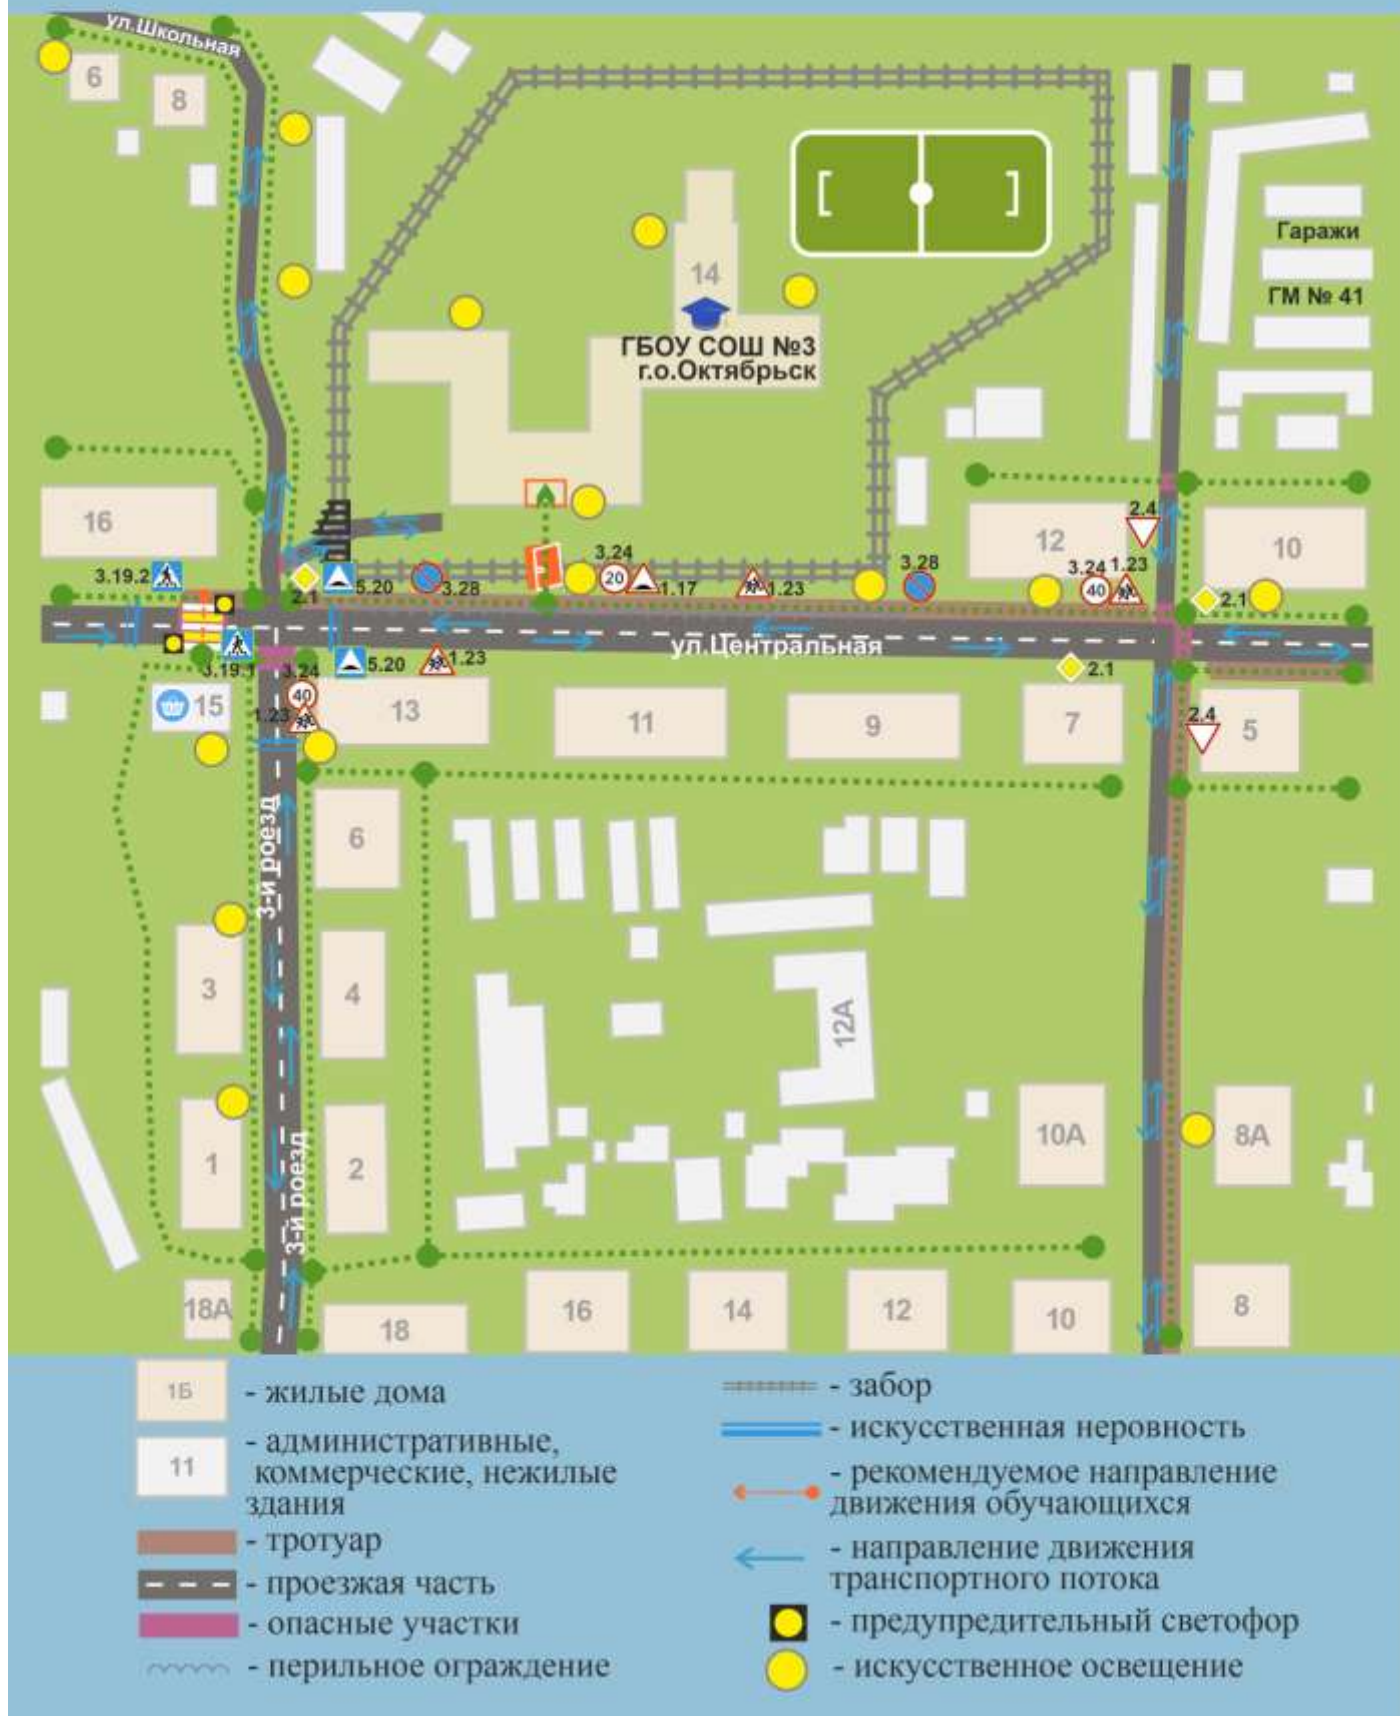 ул.Школьная
6
8
Гаражи
ГМ № 41
14
ГБОУ СОШ №3
г.о.Октябрьск
16
12
2.4
10
3.19.2
2.1
5.20
3.28
3.24
20
1.17
1.23
3.28
3.24
1.23
40
2.1
ул.Центральная
3.19.1
3.24
5.20
1.23
2.1
15
40
1.23
13
11
9
7
2.4
5
3-и роезд
6
3
4
12А
1
2
3-и роезд
10А
8А
18А
18
16
14
12
10
8
1Б
- жилые дома
11
- административные,
коммерческие, нежилые
здания
- тротуар
- проезжая часть
- опасные участки
- перильное ограждение
- забор
- искусственная неровность
- рекомендуемое направление
движения обучающихся
- направление движения
транспортного потока
- предупредительный светофор
- искусственное освещение